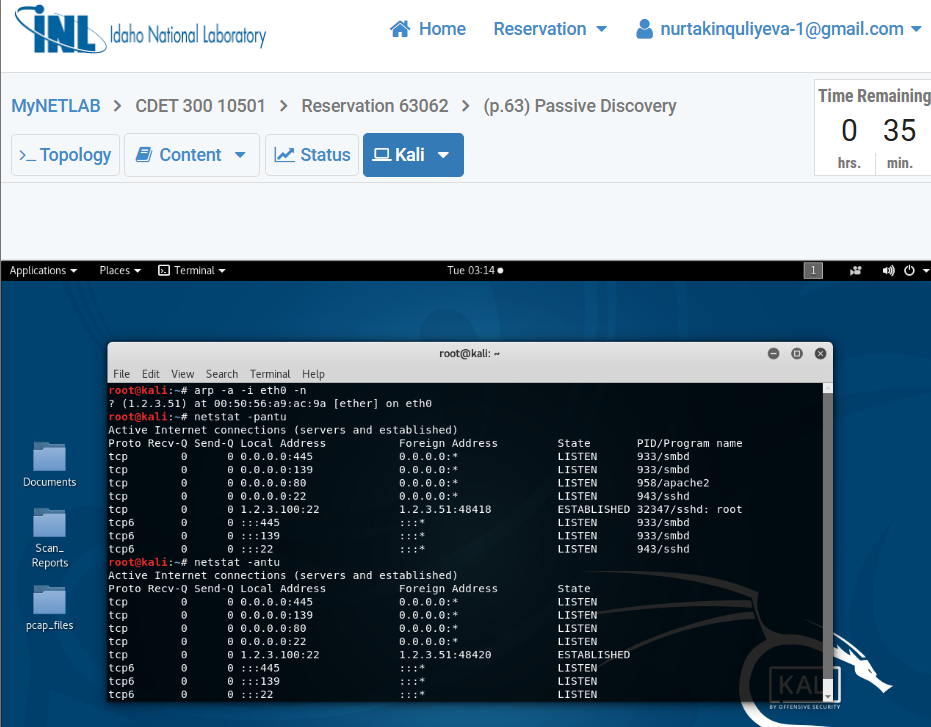 INL Idaho National Laboratory
Home Reservation nurtakinquliyeva-1@gmail.com
MyNETLAB > CDET 300 10501 > Reservation 63062 > (p.63) Passive Discovery
Time Remaining
0 35
hrs. min.
>_ Topology Content Status Kali
Applications Places Terminal Tue 03:14 1
root@kali: ~
File Edit View Search Terminal Help
root@kali:~# arp -a -i eth0 -n
? (1.2.3.51) at 00:50:56:a9:ac:9a [ether] on eth0
root@kali:~# netstat -pantu
Active Internet connections (servers and established)
Proto Recv-Q Send-Q Local Address Foreign Address State PID/Program name
tcp 0 0 0.0.0.0:445 0.0.0.0:* LISTEN 933/smbd
tcp 0 0 0.0.0.0:139 0.0.0.0:* LISTEN 933/smbd
tcp 0 0 0.0.0.0:80 0.0.0.0:* LISTEN 958/apache2
tcp 0 0 0.0.0.0:22 0.0.0.0:* LISTEN 943/sshd
tcp 0 0 1.2.3.100:22 1.2.3.51:48418 ESTABLISHED 32347/sshd: root
tcp6 0 0 :::445 :::* LISTEN 933/smbd
tcp6 0 0 :::139 :::* LISTEN 933/smbd
tcp6 0 0 :::22 :::* LISTEN 943/sshd
root@kali:~# netstat -antu
Active Internet connections (servers and established)
Proto Recv-Q Send-Q Local Address Foreign Address State
tcp 0 0 0.0.0.0:445 0.0.0.0:* LISTEN
tcp 0 0 0.0.0.0:139 0.0.0.0:* LISTEN
tcp 0 0 0.0.0.0:80 0.0.0.0:* LISTEN
tcp 0 0 0.0.0.0:22 0.0.0.0:* LISTEN
tcp 0 0 1.2.3.100:22 1.2.3.51:48420 ESTABLISHED
tcp6 0 0 :::445 :::* LISTEN
tcp6 0 0 :::139 :::* LISTEN
tcp6 0 0 :::22 :::* LISTEN
Documents
Scan_
Reports
pcap_files
KALI
BY OFFENSIVE SECURITY